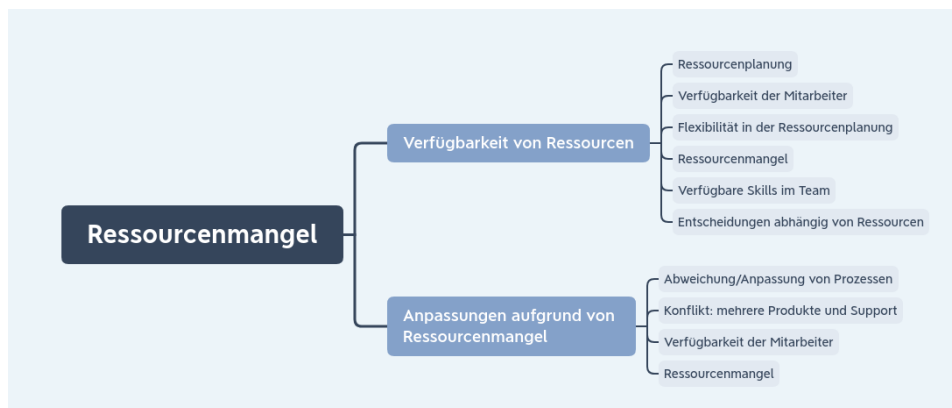 Ressourcenmangel
Verfügbarkeit von Ressourcen
Ressourcenplanung
Verfügbarkeit der Mitarbeiter
Flexibilität in der Ressourcenplanung
Ressourcenmangel
Verfügbare Skills im Team
Entscheidungen abhängig von Ressourcen
Anpassungen aufgrund von
Ressourcenmangel
Abweichung/Anpassung von Prozessen
Konflikt: mehrere Produkte und Support
Verfügbarkeit der Mitarbeiter
Ressourcenmangel